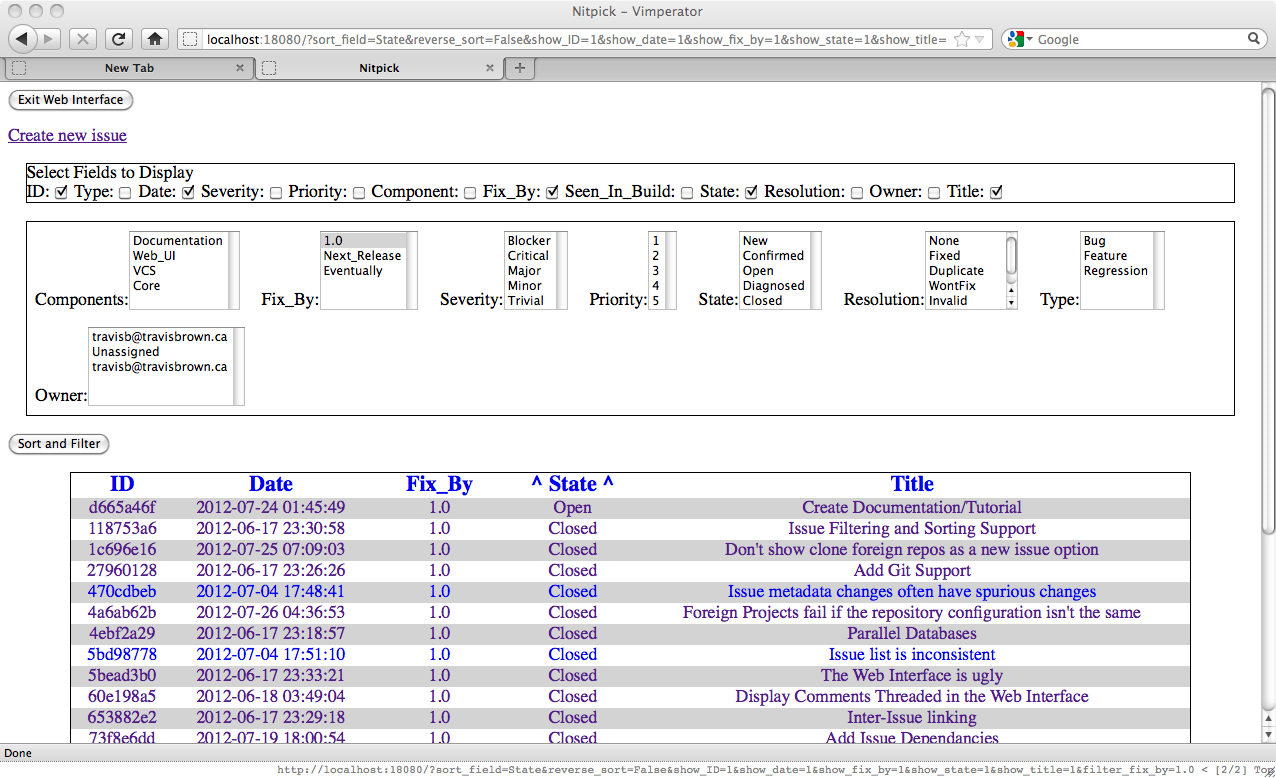 Nitpick – Vimperator
localhost:18080/?sort_field=State&reverse_sort=False&show_ID=1&show_date=1&show_fix_by=1&show_state=1&show_title= Google
New Tab Nitpick
Exit Web Interface
Create new issue
Select Fields to Display
ID: Type: Date: Severity: Priority: Component: Fix_By: Seen_In_Build: State: Resolution: Owner: Title:
Components: Documentation
Web_UI
VCS
Core
Fix_By: 1.0
Next_Release
Eventually
Severity: Blocker
Critical
Major
Minor
Trivial
Priority: 1
2
3
4
5
State: New
Confirmed
Open
Diagnosed
Closed
Resolution: None
Fixed
Duplicate
WontFix
Invalid
Type: Bug
Feature
Regression
Owner: travisb@travisbrown.ca
Unassigned
travisb@travisbrown.ca
Sort and Filter
ID Date Fix_By ^ State ^ Title
d665a46f 2012-07-24 01:45:49 1.0 Open Create Documentation/Tutorial
118753a6 2012-06-17 23:30:58 1.0 Closed Issue Filtering and Sorting Support
1c696e16 2012-07-25 07:09:03 1.0 Closed Don't show clone foreign repos as a new issue option
27960128 2012-06-17 23:26:26 1.0 Closed Add Git Support
470cdbeb 2012-07-04 17:48:41 1.0 Closed Issue metadata changes often have spurious changes
4a6ab62b 2012-07-26 04:36:53 1.0 Closed Foreign Projects fail if the repository configuration isn't the same
4ebf2a29 2012-06-17 23:18:57 1.0 Closed Parallel Databases
5bd98778 2012-07-04 17:51:10 1.0 Closed Issue list is inconsistent
5bead3b0 2012-06-17 23:33:21 1.0 Closed The Web Interface is ugly
60e198a5 2012-06-18 03:49:04 1.0 Closed Display Comments Threaded in the Web Interface
653882e2 2012-06-17 23:29:18 1.0 Closed Inter-Issue linking
73f8e6dd 2012-07-19 18:00:54 1.0 Closed Add Issue Dependancies
Done
http://localhost:18080/?sort_field=State&reverse_sort=False&show_ID=1&show_date=1&show_fix_by=1&show_state=1&show_title=1&filter_fix_by=1.0 < [2/2] Top